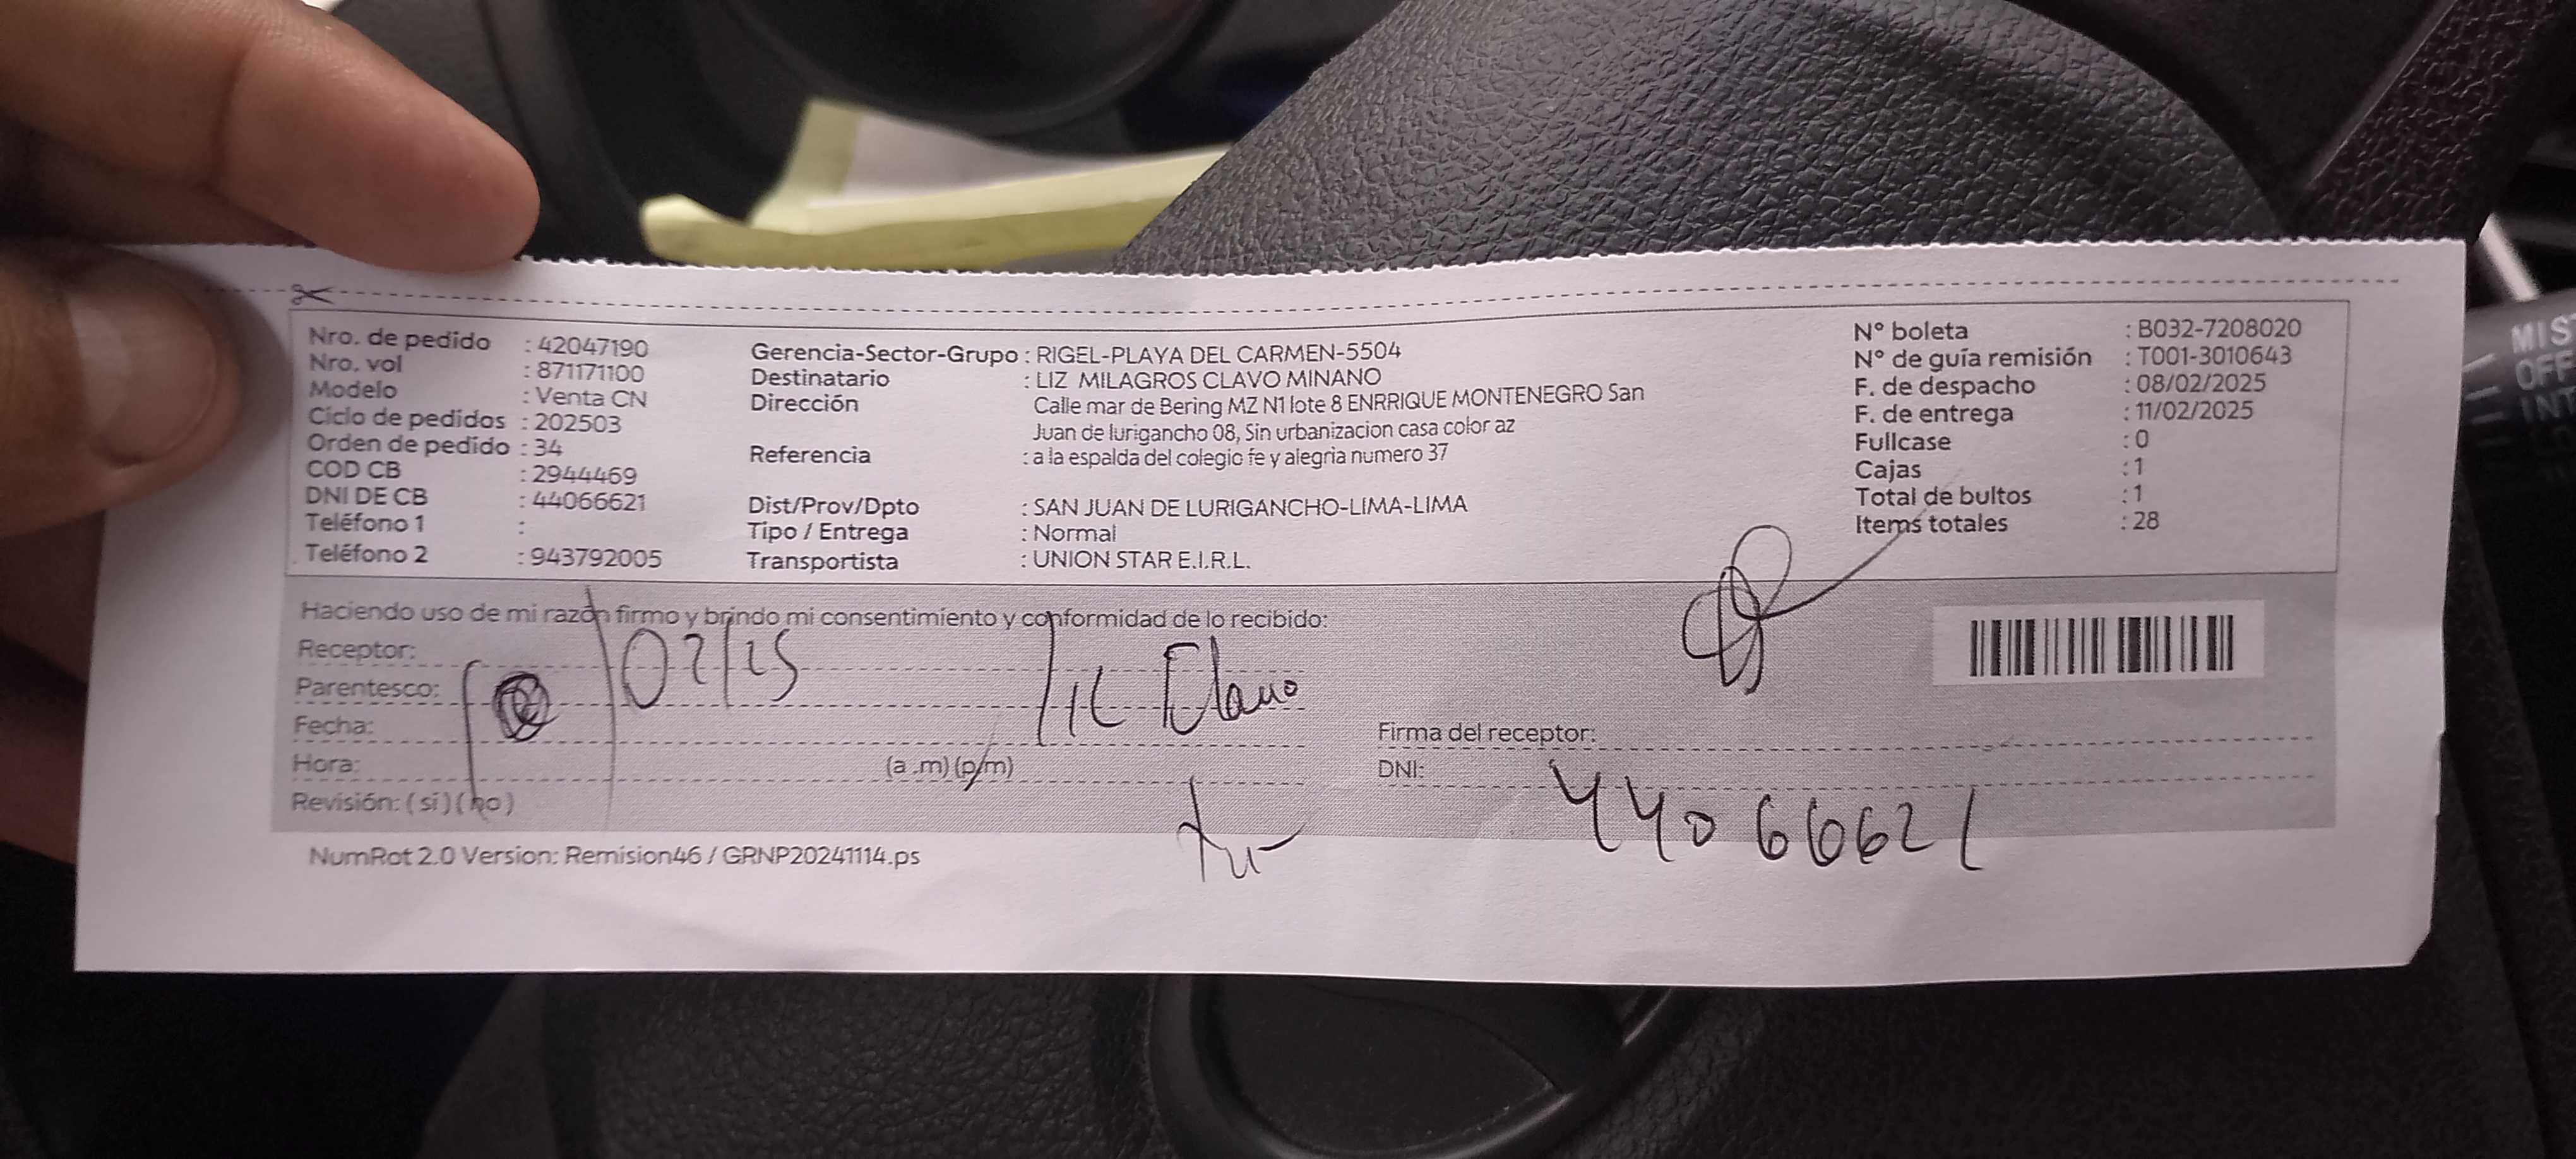 Nro. de pedido : 42047190
Nro. vol : 871171100
Modelo : Venta CN
Ciclo de pedidos : 202503
Orden de pedido : 34
COD CB : 2944469
DNI DE CB : 44066621
Teléfono 1 :
Teléfono 2 : 943792005
Gerencia-Sector-Grupo : RIGEL-PLAYA DEL CARMEN-5504
Destinatario : LIZ MILAGROS CLAVO MINANO
Dirección Calle mar de Bering MZ N1 lote 8 ENRRIQUE MONTENEGRO San
Juan de lurigancho 08, Sin urbanizacion casa color az
Referencia : a la espalda del colegio fe y alegria numero 37
Dist/Prov/Dpto : SAN JUAN DE LURIGANCHO-LIMA-LIMA
Tipo / Entrega : Normal
Transportista : UNION STAR E.I.R.L.
N° boleta : B032-7208020
N° de guía remisión : T001-3010643
F. de despacho : 08/02/2025
F. de entrega : 11/02/2025
Fullcase : 0
Cajas : 1
Total de bultos : 1
Items totales : 28
Haciendo uso de mi razón firmo y brindo mi consentimiento y conformidad de lo recibido:
Receptor:
Parentesco:
Fecha:
Hora: (a .m) (p/m)
Revisión: ( si ) ( no )
02/25
Clavo
Firma del receptor:
DNI:
44066621
NumRot 2.0 Version: Remision46 / GRNP20241114.ps
MIS
OFF
INT